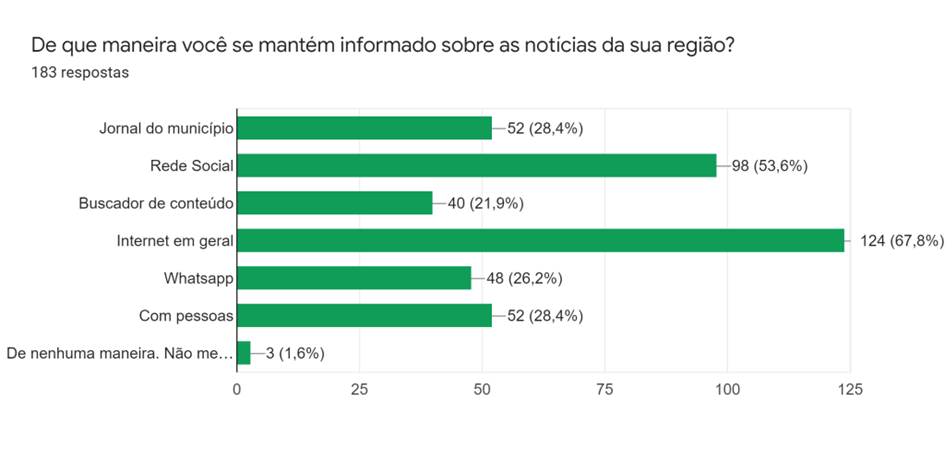 De que maneira você se mantém informado sobre as notícias da sua região?
183 respostas
Jornal do município 52 (28,4%)
Rede Social 98 (53,6%)
Buscador de conteúdo 40 (21,9%)
Internet em geral 124 (67,8%)
Whatsapp 48 (26,2%)
Com pessoas 52 (28,4%)
De nenhuma maneira. Não me… 3 (1,6%)
0 25 50 75 100 125